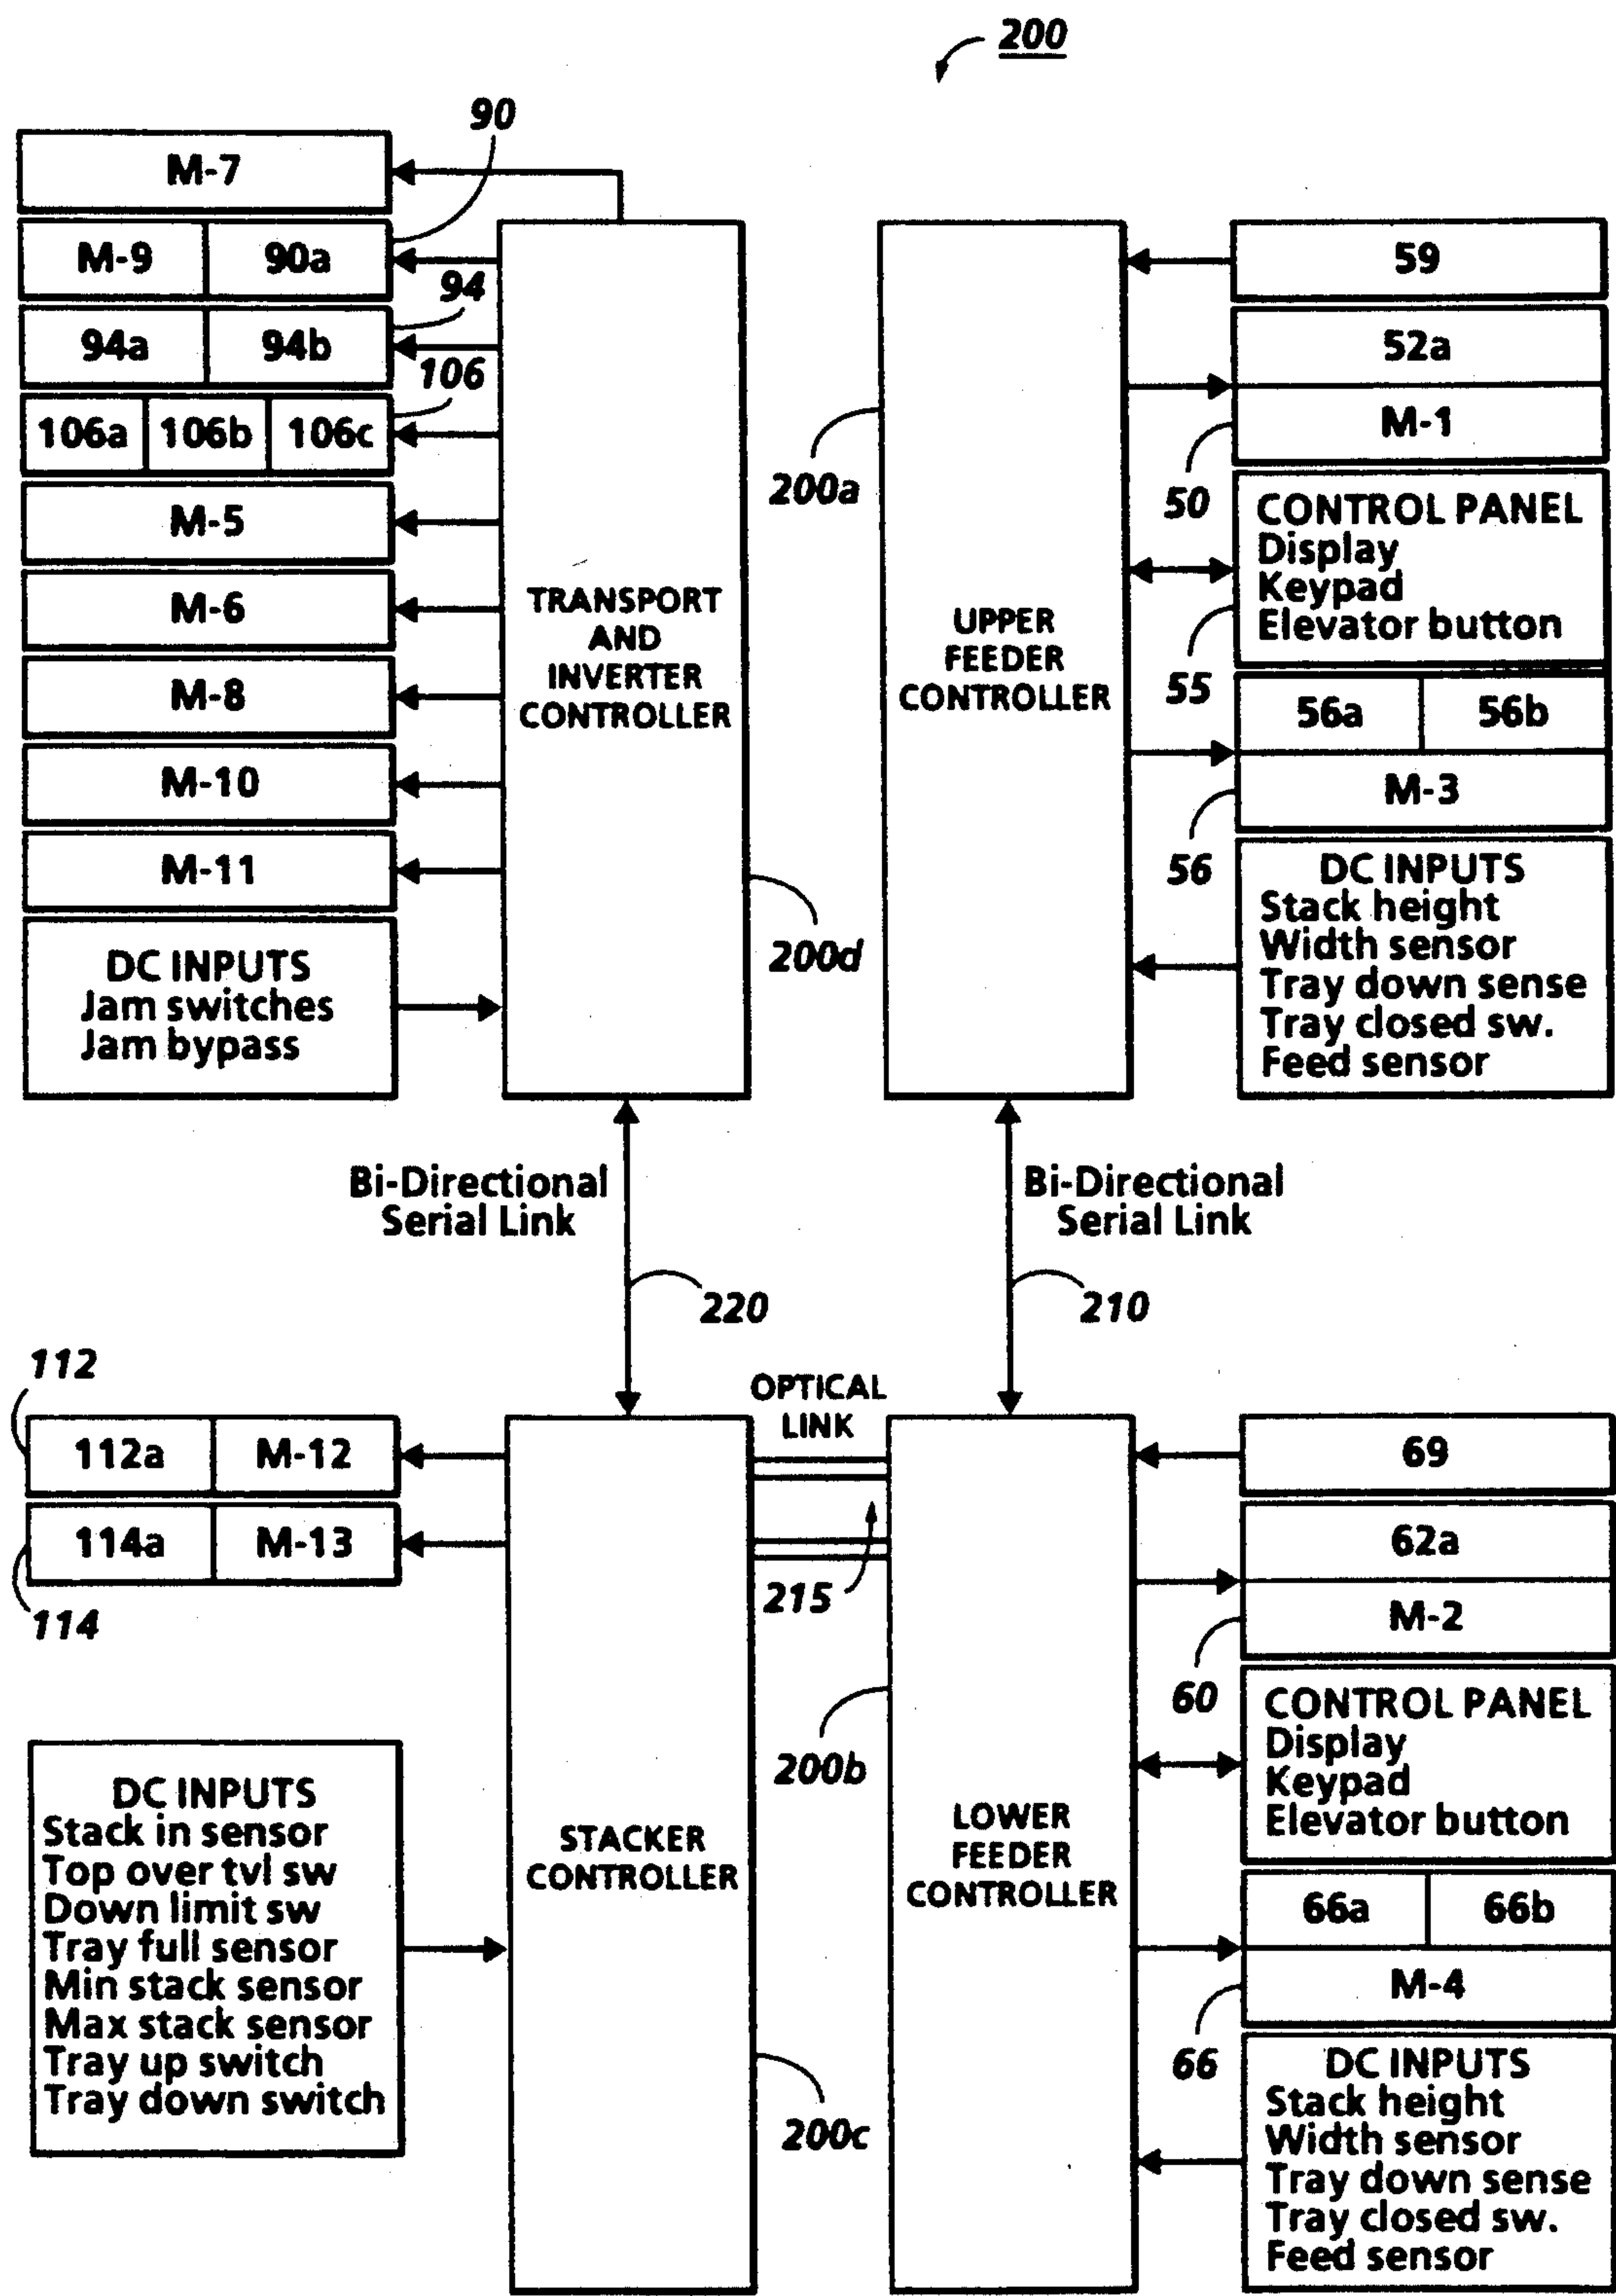 200
90
M-7
M-9 90a
94
94a 94b
106
106a 106b 106c
M-5
M-6
M-8
M-10
M-11
DC INPUTS
Jam switches
Jam bypass
TRANSPORT
AND
INVERTER
CONTROLLER
200d
200a
UPPER
FEEDER
CONTROLLER
59
52a
M-1
50
CONTROL PANEL
Display
Keypad
Elevator button
55
56a 56b
M-3
56
DC INPUTS
Stack height
Width sensor
Tray down sense
Tray closed sw.
Feed sensor
Bi-Directional
Serial Link
220
Bi-Directional
Serial Link
210
112
112a M-12
114a M-13
114
OPTICAL
LINK
215
DC INPUTS
Stack in sensor
Top over tvl sw
Down limit sw
Tray full sensor
Min stack sensor
Max stack sensor
Tray up switch
Tray down switch
STACKER
CONTROLLER
200c
200b
LOWER
FEEDER
CONTROLLER
69
62a
M-2
60
CONTROL PANEL
Display
Keypad
Elevator button
66a 66b
M-4
66
DC INPUTS
Stack height
Width sensor
Tray down sense
Tray closed sw.
Feed sensor